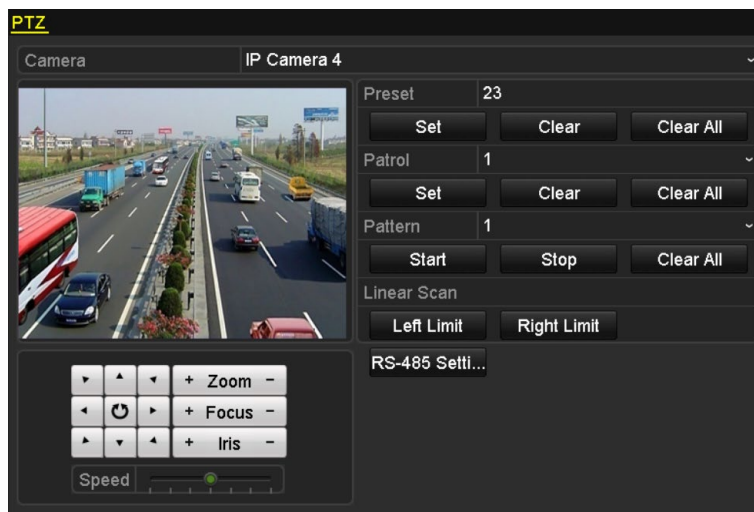 PTZ
Camera IP Camera 4
Preset 23
Set Clear Clear All
Patrol 1
Set Clear Clear All
Pattern 1
Start Stop Clear All
Linear Scan
Left Limit Right Limit
RS-485 Setti...
+ Zoom -
+ Focus -
+ Iris -
Speed